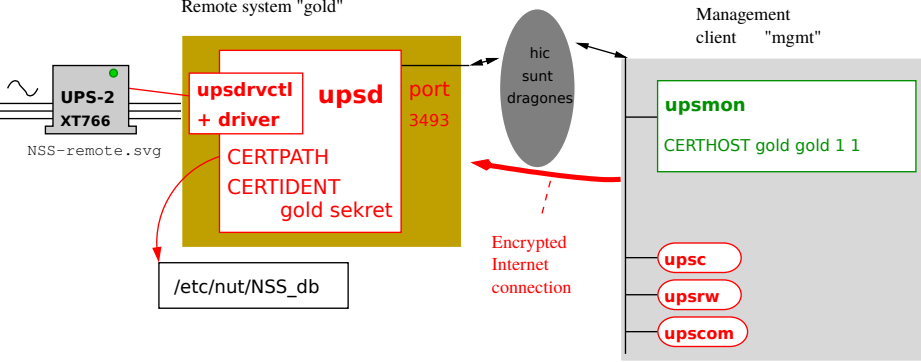 Remote system "gold"
Management
client "mgmt"
hic
sunt
dragones
UPS-2
XT766
NSS-remote.svg
upsdrvctl
+ driver
upsd
port
3493
CERTPATH
CERTIDENT
gold sekret
upsmon
CERTHOST gold gold 1 1
Encrypted
Internet
connection
/etc/nut/NSS_db
upsc
upsrw
upscom